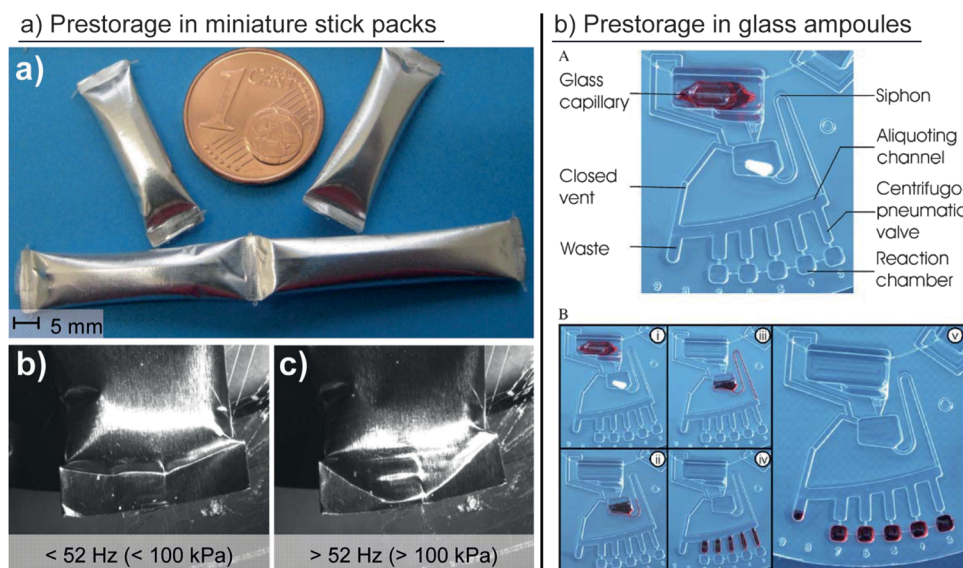 a) Prestorage in miniature stick packs
a)
1
5 mm
b)
< 52 Hz (< 100 kPa)
c)
> 52 Hz (> 100 kPa)
b) Prestorage in glass ampoules
A
Glass
capillary
Siphon
Aliquoting
channel
Closed
vent
Centrifugo-
pneumatic
valve
Waste
Reaction
chamber
B
i
iii
v
ii
iv